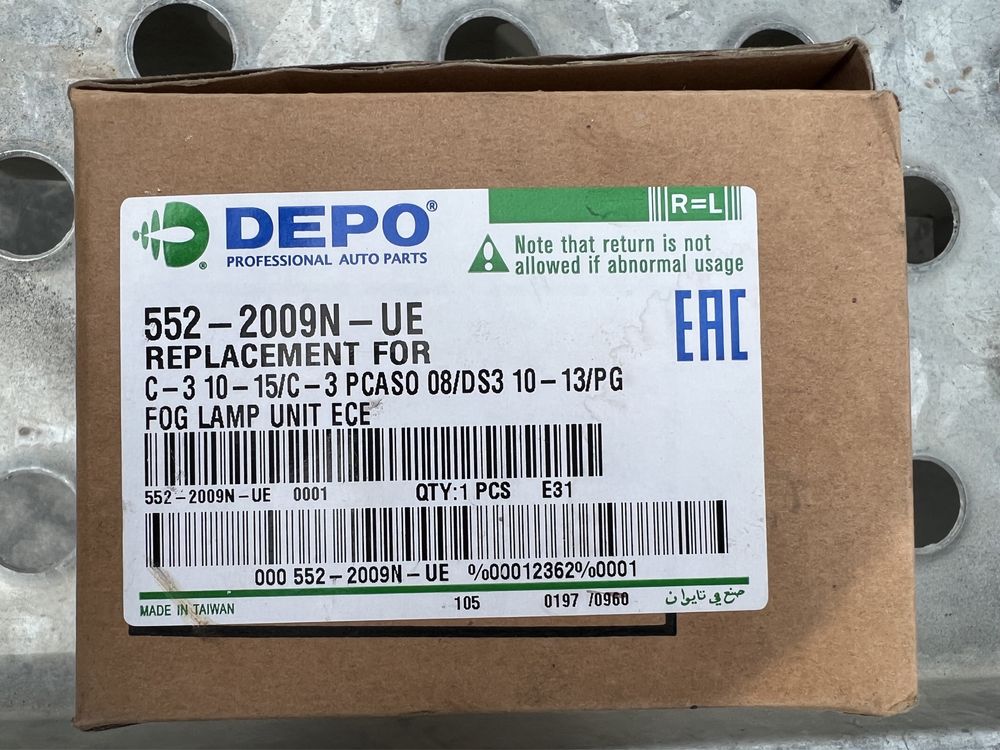 DEPO®
PROFESSIONAL AUTO PARTS
R=L
Note that return is not
allowed if abnormal usage
EAC
552-2009N-UE
REPLACEMENT FOR
C-3 10-15/C-3 PCASO 08/DS3 10-13/PG
FOG LAMP UNIT ECE
552-2009N-UE 0001 QTY:1 PCS E31
000 552-2009N-UE %00012362%0001
MADE IN TAIWAN 105 0197 /0960 صنع في تايوان